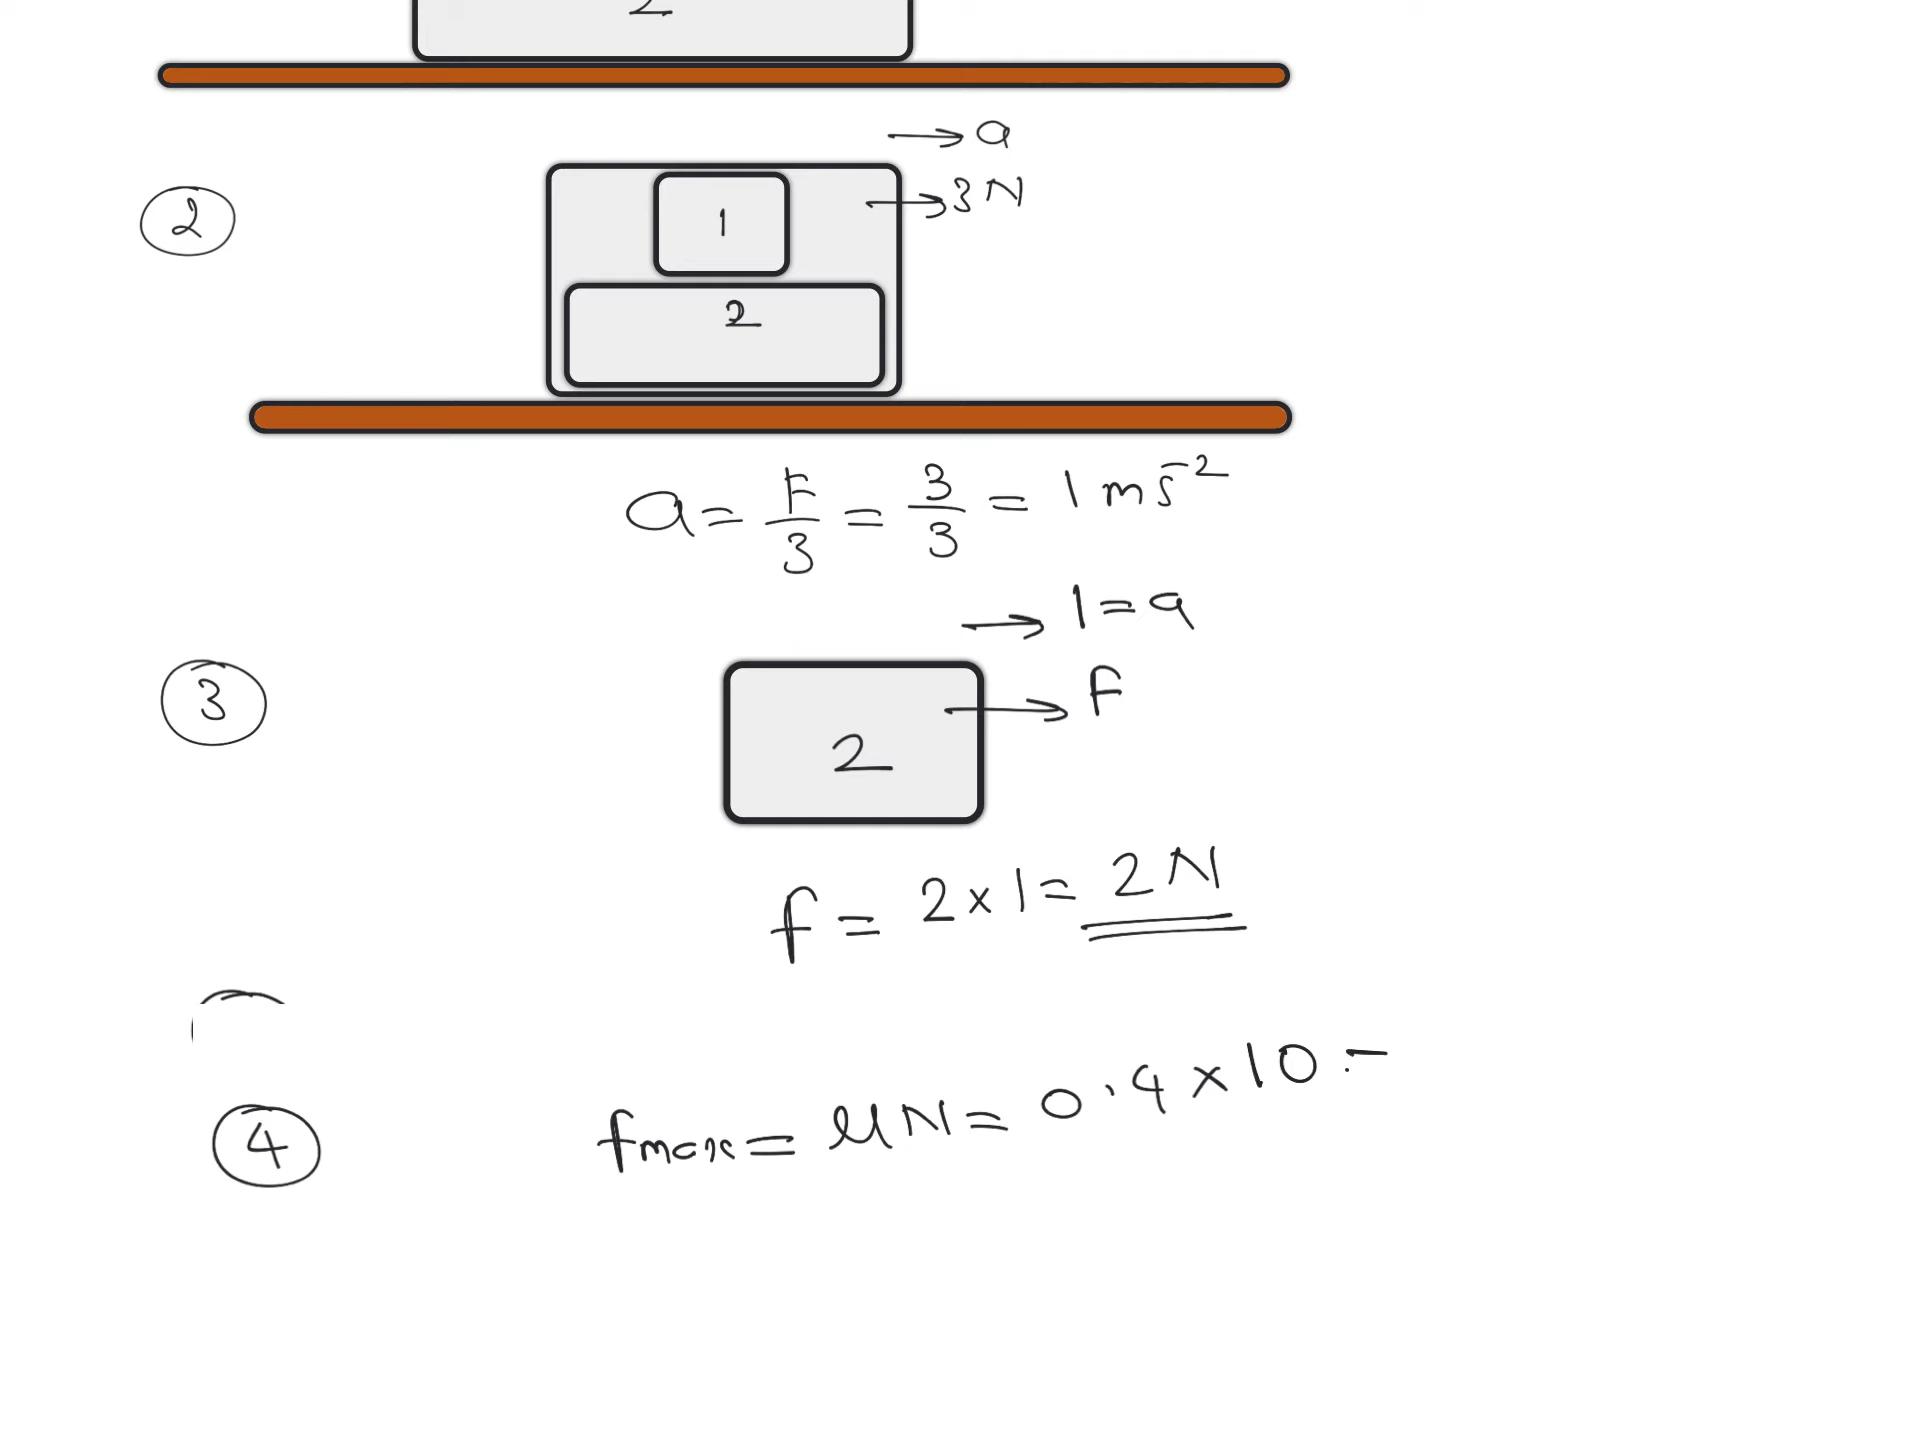 2
→ a
2
1
→ 3 N
2
a = F/3 = 3/3 = 1 ms⁻²
→ 1 = a
3
→ F
2
f = 2 × 1 = 2 N
4
fmax = μN = 0.4 × 10 =